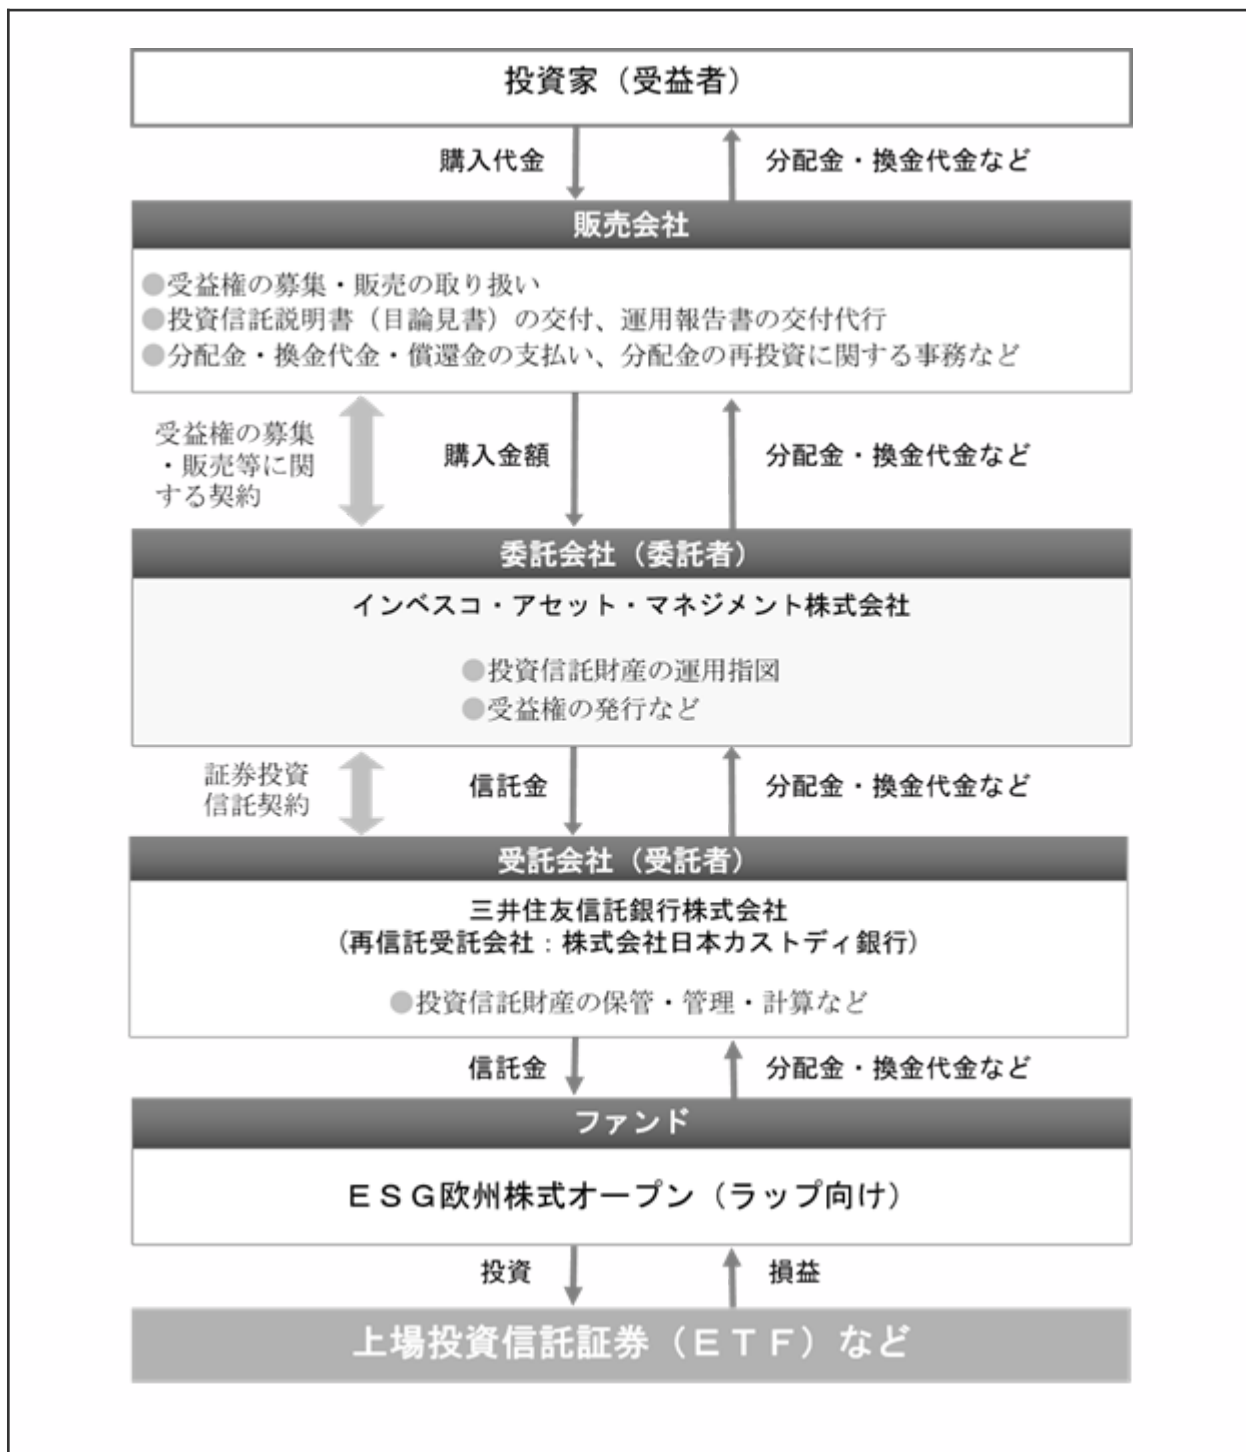 投資家（受益者）
購入代金
分配金・換金代金など
販売会社
●受益権の募集・販売の取り扱い
●投資信託説明書（目論見書）の交付、運用報告書の交付代行
●分配金・換金代金・償還金の支払い、分配金の再投資に関する事務など
受益権の募集
・販売等に関
する契約
購入金額
分配金・換金代金など
委託会社（委託者）
インベスコ・アセット・マネジメント株式会社
●投資信託財産の運用指図
●受益権の発行など
証券投資
信託契約
信託金
分配金・換金代金など
受託会社（受託者）
三井住友信託銀行株式会社
（再信託受託会社：株式会社日本カストディ銀行）
●投資信託財産の保管・管理・計算など
信託金
分配金・換金代金など
ファンド
ＥＳＧ欧州株式オープン（ラップ向け）
投資
損益
上場投資信託証券（ＥＴＦ）など